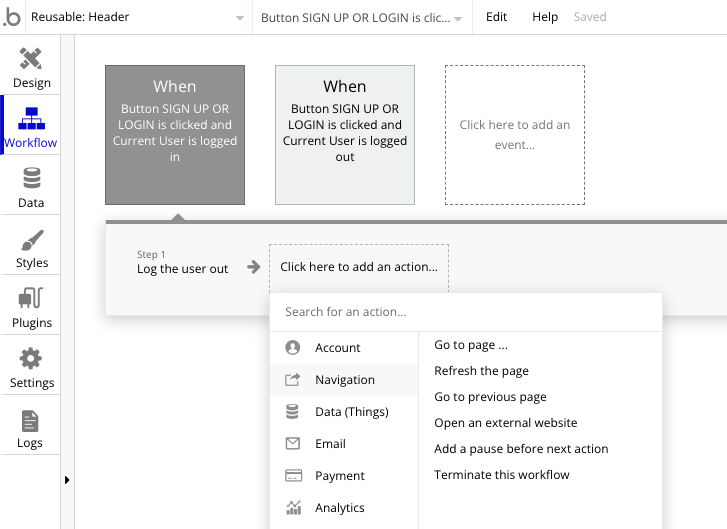 .b
Reusable: Header
Button SIGN UP OR LOGIN is clic...
Edit
Help
Saved
Design
Workflow
Data
Styles
Plugins
Settings
Logs
When
Button SIGN UP OR
LOGIN is clicked and
Current User is logged
in
When
Button SIGN UP OR
LOGIN is clicked and
Current User is logged
out
Click here to add an
event...
Step 1
Log the user out
Click here to add an action...
Search for an action...
Account
Navigation
Data (Things)
Email
Payment
Analytics
Go to page ...
Refresh the page
Go to previous page
Open an external website
Add a pause before next action
Terminate this workflow